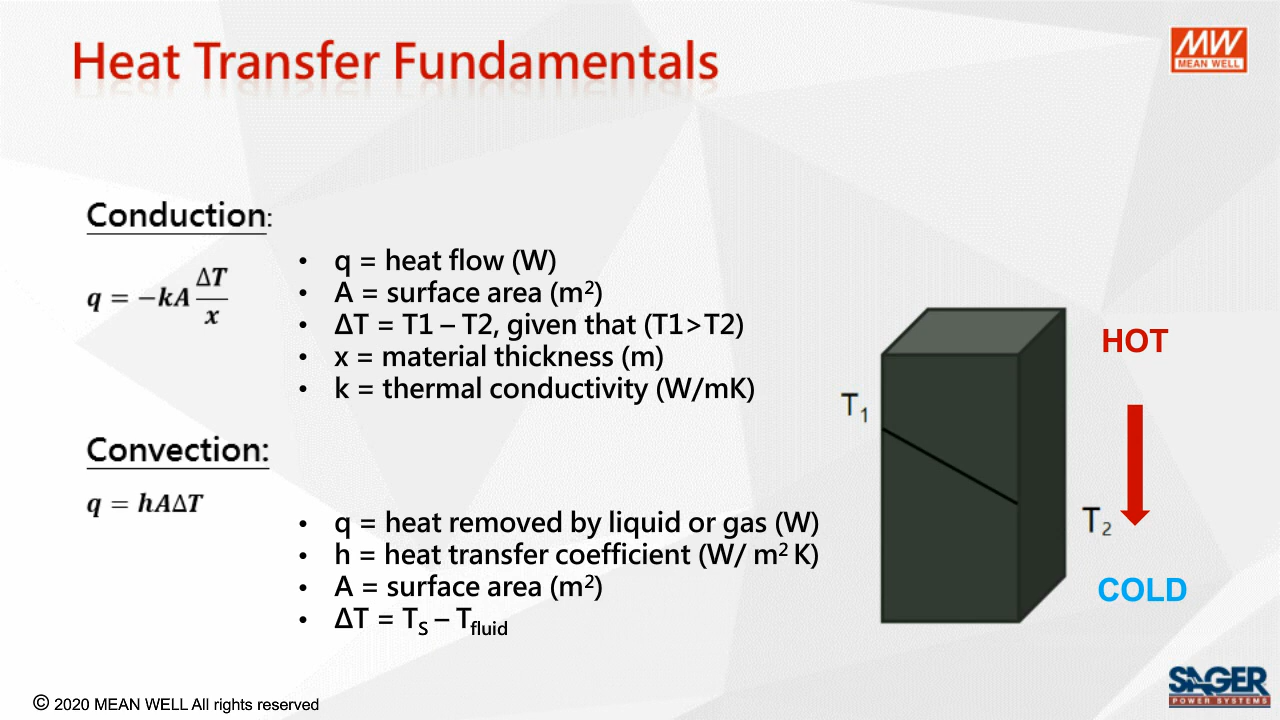 Heat Transfer Fundamentals
MW
MEAN WELL
Conduction:
q = −kA ΔT/x
• q = heat flow (W)
• A = surface area (m²)
• ΔT = T1 – T2, given that (T1>T2)
• x = material thickness (m)
• k = thermal conductivity (W/mK)
HOT
T₁
Convection:
q = hAΔT
T₂
• q = heat removed by liquid or gas (W)
• h = heat transfer coefficient (W/ m² K)
• A = surface area (m²)
• ΔT = T_S – T_fluid
COLD
SAGER
POWER SYSTEMS
© 2020 MEAN WELL All rights reserved